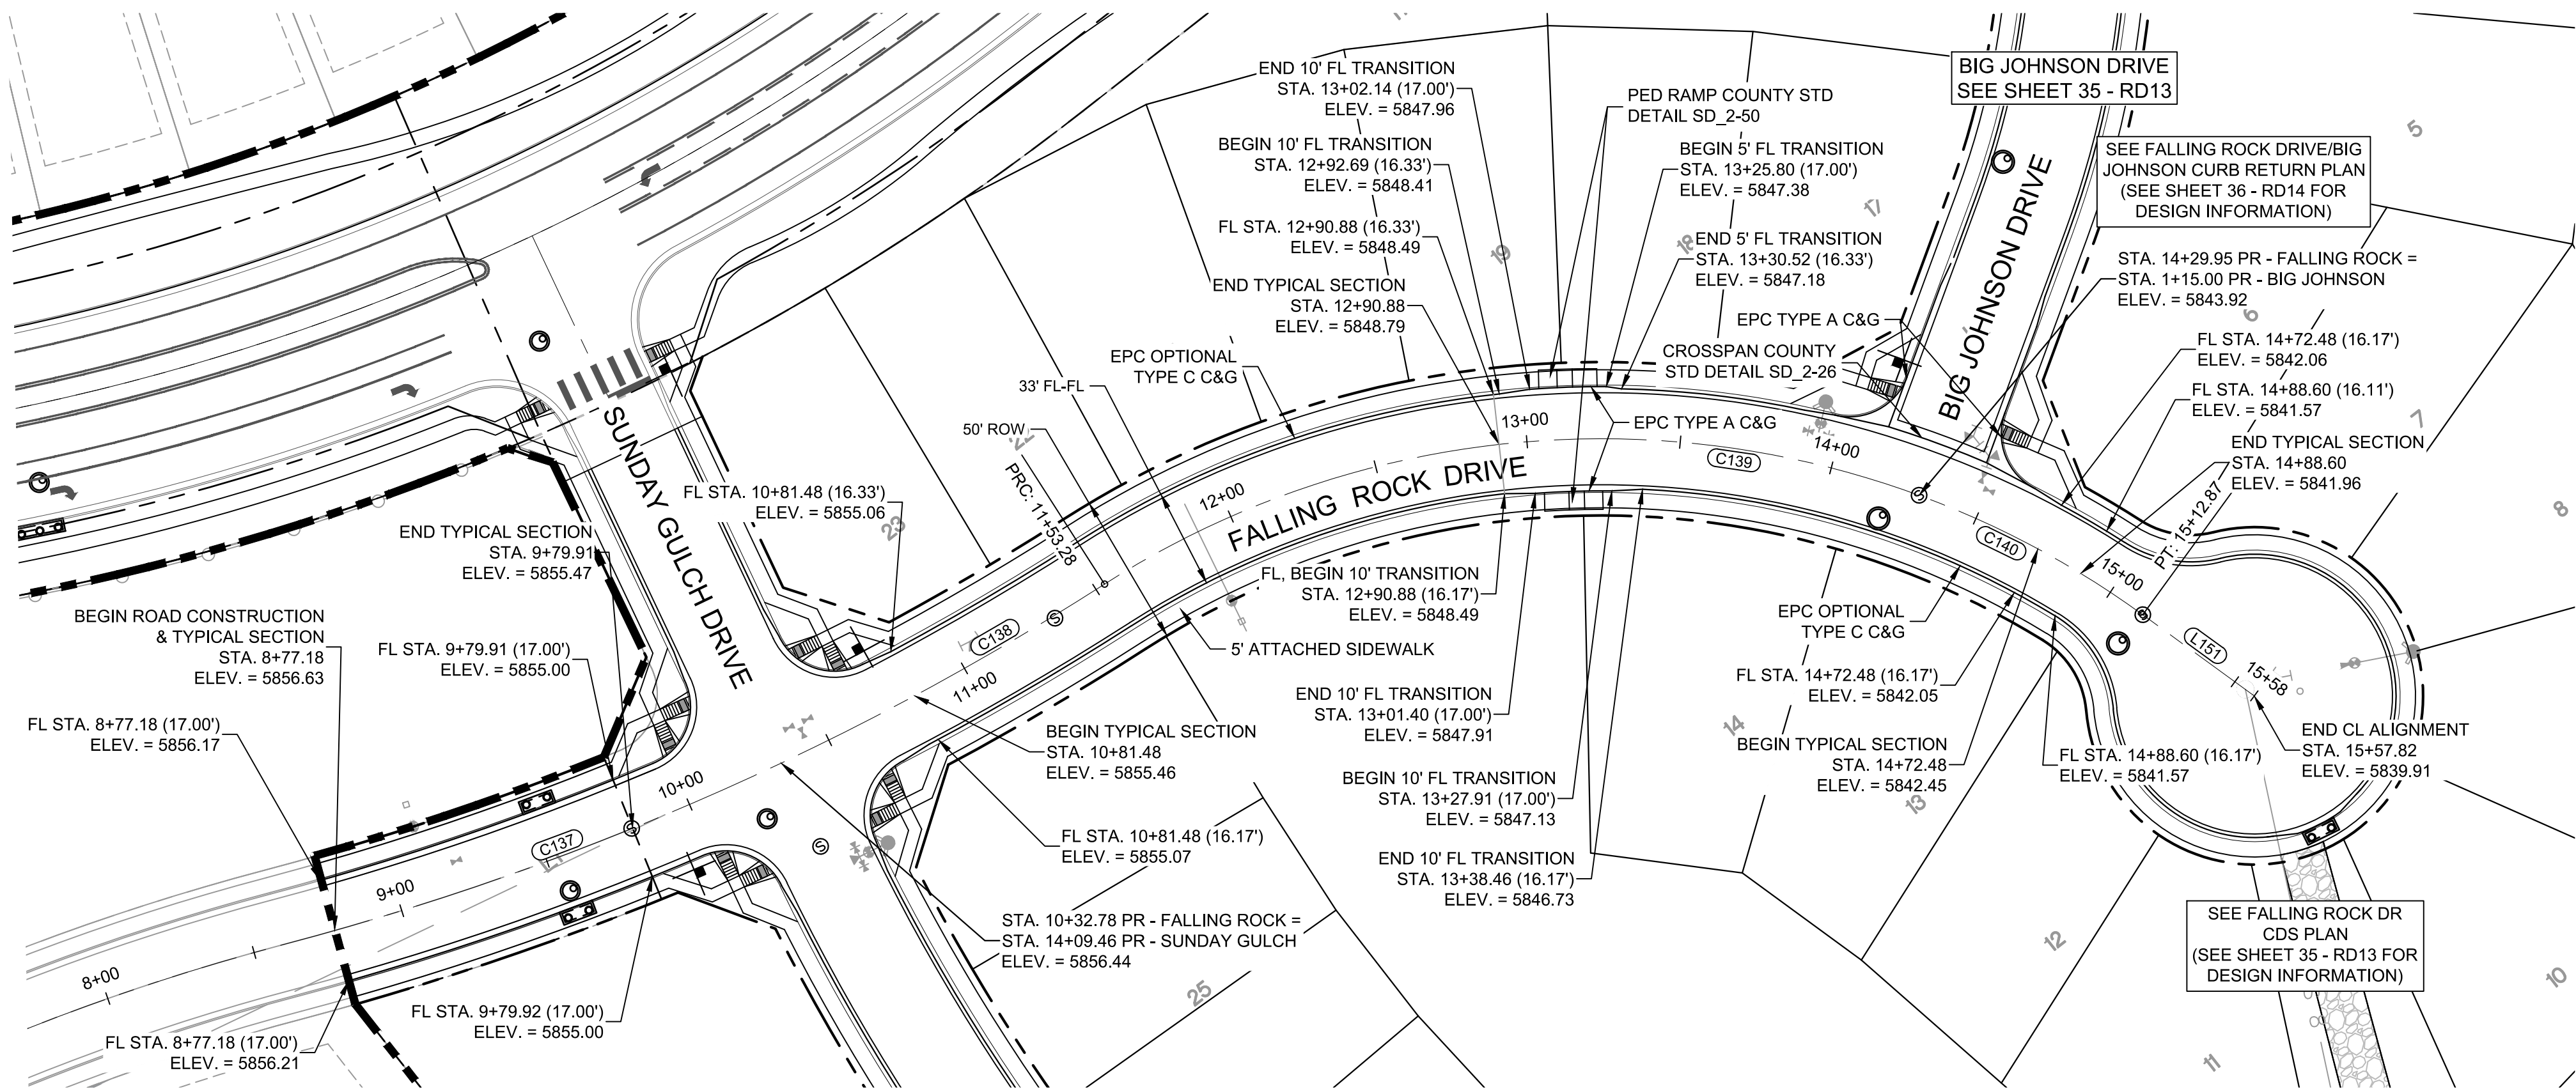 END 10' FL TRANSITION
STA. 13+02.14 (17.00')
ELEV. = 5847.96
BEGIN 10' FL TRANSITION
STA. 12+92.69 (16.33')
ELEV. = 5848.41
FL STA. 12+90.88 (16.33')
ELEV. = 5848.49
END TYPICAL SECTION
STA. 12+90.88
ELEV. = 5848.79
EPC OPTIONAL
TYPE C C&G
33' FL-FL
50' ROW
PRC: 11+53.28
PED RAMP COUNTY STD
DETAIL SD_2-50
BEGIN 5' FL TRANSITION
STA. 13+25.80 (17.00')
ELEV. = 5847.38
END 5' FL TRANSITION
STA. 13+30.52 (16.33')
ELEV. = 5847.18
EPC TYPE A C&G
CROSSPAN COUNTY
STD DETAIL SD_2-26
EPC TYPE A C&G
BIG JOHNSON DRIVE
SEE SHEET 35 - RD13
BIG JOHNSON DRIVE
SEE FALLING ROCK DRIVE/BIG
JOHNSON CURB RETURN PLAN
(SEE SHEET 36 - RD14 FOR
DESIGN INFORMATION)
STA. 14+29.95 PR - FALLING ROCK =
STA. 1+15.00 PR - BIG JOHNSON
ELEV. = 5843.92
FL STA. 14+72.48 (16.17')
ELEV. = 5842.06
FL STA. 14+88.60 (16.11')
ELEV. = 5841.57
END TYPICAL SECTION
STA. 14+88.60
ELEV. = 5841.96
PT: 15+12.87
SUNDAY GULCH DRIVE
FL STA. 10+81.48 (16.33')
ELEV. = 5855.06
END TYPICAL SECTION
STA. 9+79.91
ELEV. = 5855.47
BEGIN ROAD CONSTRUCTION
& TYPICAL SECTION
STA. 8+77.18
ELEV. = 5856.63
FL STA. 9+79.91 (17.00')
ELEV. = 5855.00
FL STA. 8+77.18 (17.00')
ELEV. = 5856.17
FL STA. 8+77.18 (17.00')
ELEV. = 5856.21
FL STA. 9+79.92 (17.00')
ELEV. = 5855.00
8+00
9+00
C137
10+00
11+00
C138
12+00
FALLING ROCK DRIVE
13+00
C139
14+00
C140
15+00
L151
15+58
S
S
S
S
S
FL, BEGIN 10' TRANSITION
STA. 12+90.88 (16.17')
ELEV. = 5848.49
5' ATTACHED SIDEWALK
END 10' FL TRANSITION
STA. 13+01.40 (17.00')
ELEV. = 5847.91
BEGIN TYPICAL SECTION
STA. 10+81.48
ELEV. = 5855.46
BEGIN 10' FL TRANSITION
STA. 13+27.91 (17.00')
ELEV. = 5847.13
FL STA. 10+81.48 (16.17')
ELEV. = 5855.07
END 10' FL TRANSITION
STA. 13+38.46 (16.17')
ELEV. = 5846.73
STA. 10+32.78 PR - FALLING ROCK =
STA. 14+09.46 PR - SUNDAY GULCH
ELEV. = 5856.44
EPC OPTIONAL
TYPE C C&G
FL STA. 14+72.48 (16.17')
ELEV. = 5842.05
BEGIN TYPICAL SECTION
STA. 14+72.48
ELEV. = 5842.45
FL STA. 14+88.60 (16.17')
ELEV. = 5841.57
END CL ALIGNMENT
STA. 15+57.82
ELEV. = 5839.91
SEE FALLING ROCK DR
CDS PLAN
(SEE SHEET 35 - RD13 FOR
DESIGN INFORMATION)
5
6
7
8
10
11
12
13
14
17
18
19
23
25